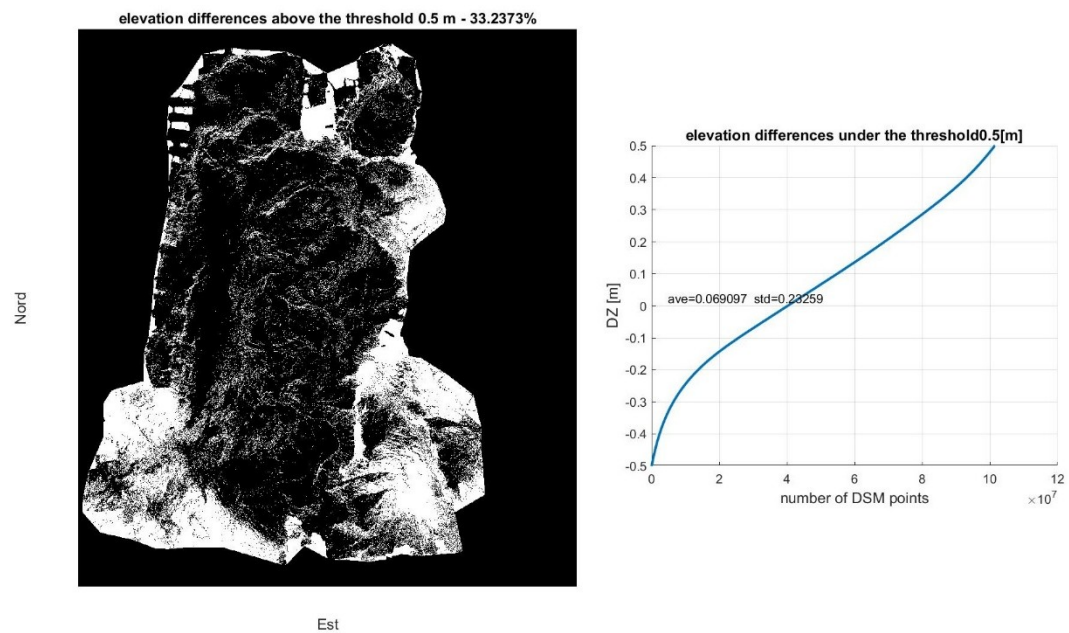 elevation differences above the threshold 0.5 m - 33.2373%
Nord
Est
elevation differences under the threshold0.5[m]
DZ [m]
0.5
0.4
0.3
0.2
0.1
0
-0.1
-0.2
-0.3
-0.4
-0.5
ave=0.069097 std=0.23259
0 2 4 6 8 10 12
×10⁷
number of DSM points